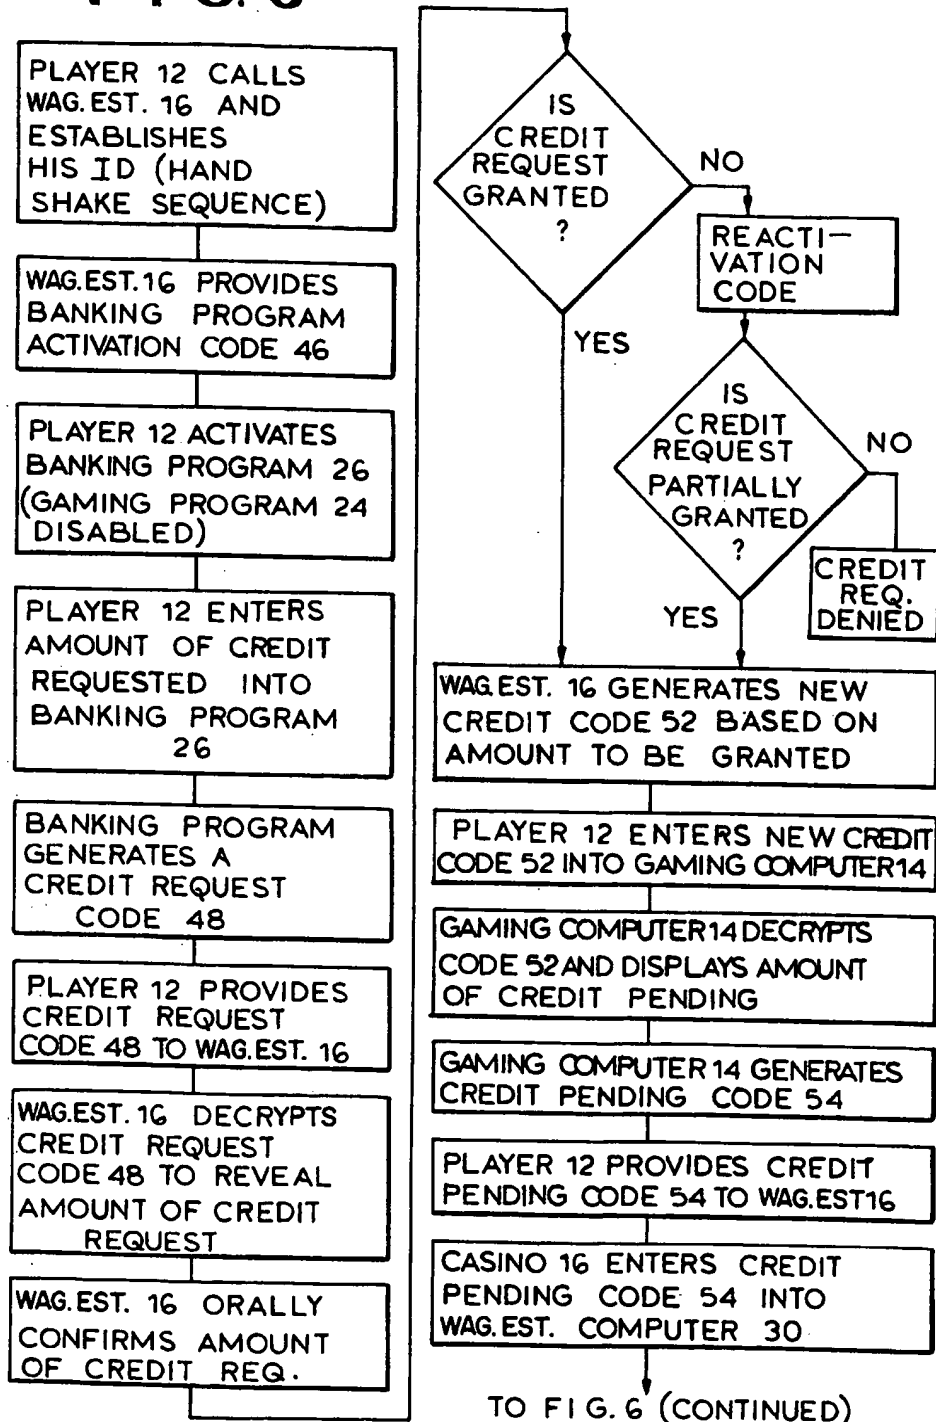 FIG. 6
PLAYER 12 CALLS
WAG.EST. 16 AND
ESTABLISHES
HIS ID (HAND
SHAKE SEQUENCE)
WAG.EST.16 PROVIDES
BANKING PROGRAM
ACTIVATION CODE 46
PLAYER 12 ACTIVATES
BANKING PROGRAM 26
(GAMING PROGRAM 24
DISABLED)
PLAYER 12 ENTERS
AMOUNT OF CREDIT
REQUESTED INTO
BANKING PROGRAM
26
BANKING PROGRAM
GENERATES A
CREDIT REQUEST
CODE 48
PLAYER 12 PROVIDES
CREDIT REQUEST
CODE 48 TO WAG.EST. 16
WAG.EST. 16 DECRYPTS
CREDIT REQUEST
CODE 48 TO REVEAL
AMOUNT OF CREDIT
REQUEST
WAG.EST. 16 ORALLY
CONFIRMS AMOUNT
OF CREDIT REQ.
IS
CREDIT
REQUEST
GRANTED
?
NO
YES
REACTI-
VATION
CODE
IS
CREDIT
REQUEST
PARTIALLY
GRANTED
?
NO
YES
CREDIT
REQ.
DENIED
WAG.EST. 16 GENERATES NEW
CREDIT CODE 52 BASED ON
AMOUNT TO BE GRANTED
PLAYER 12 ENTERS NEW CREDIT
CODE 52 INTO GAMING COMPUTER 14
GAMING COMPUTER 14 DECRYPTS
CODE 52 AND DISPLAYS AMOUNT
OF CREDIT PENDING
GAMING COMPUTER 14 GENERATES
CREDIT PENDING CODE 54
PLAYER 12 PROVIDES CREDIT
PENDING CODE 54 TO WAG.EST16
CASINO 16 ENTERS CREDIT
PENDING CODE 54 INTO
WAG.EST. COMPUTER 30
TO FIG. 6 (CONTINUED)